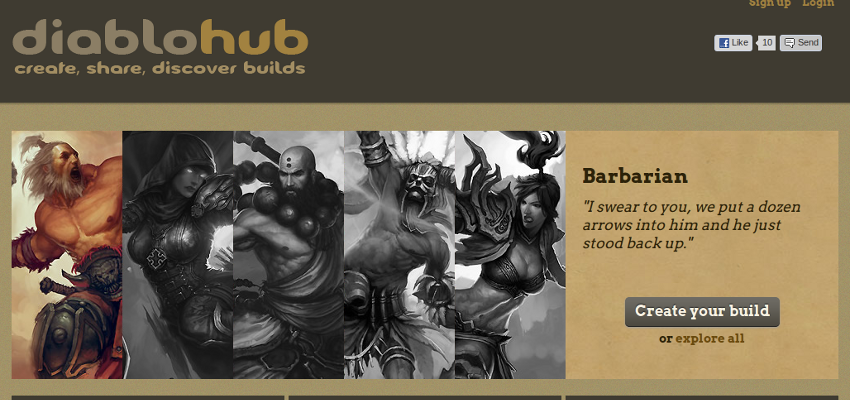 Sign up Login
diablohub
create, share, discover builds
Like 10 Send
Barbarian
"I swear to you, we put a dozen
arrows into him and he just
stood back up."
Create your build
or explore all